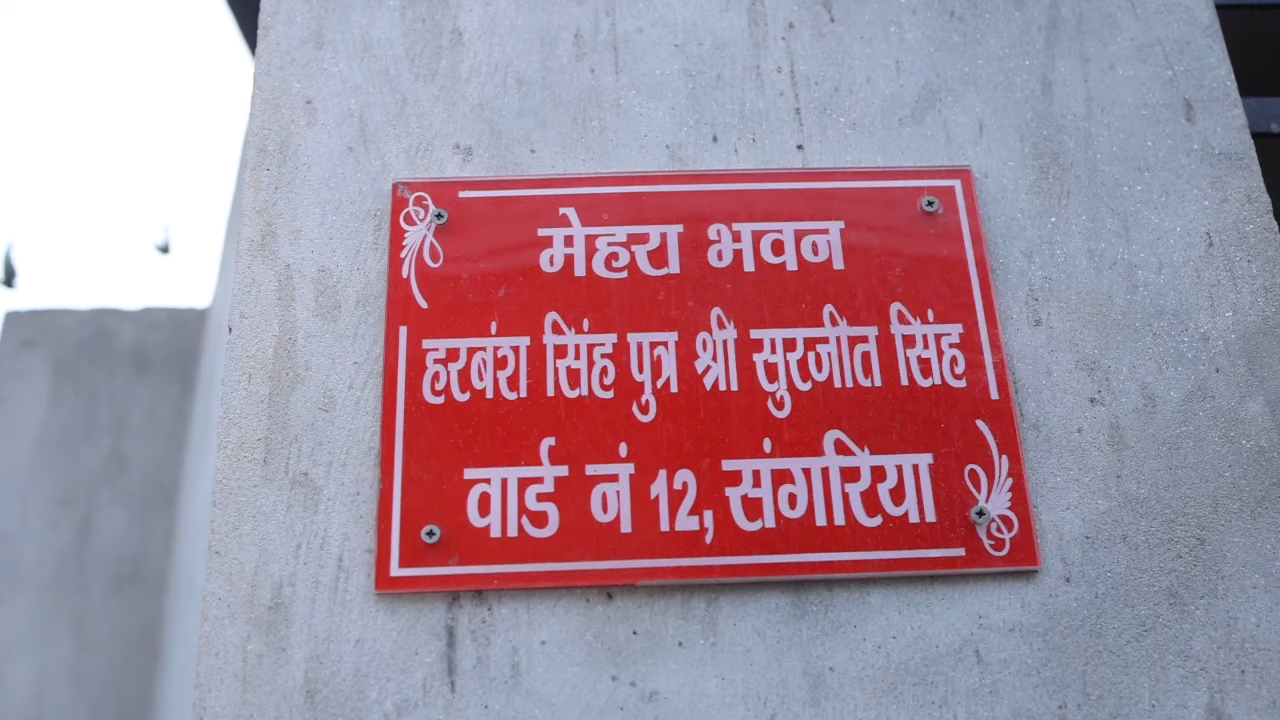 मेहरा भवन
हरबंश सिंह पुत्र श्री सुरजीत सिंह
वार्ड नं 12, संगरिया